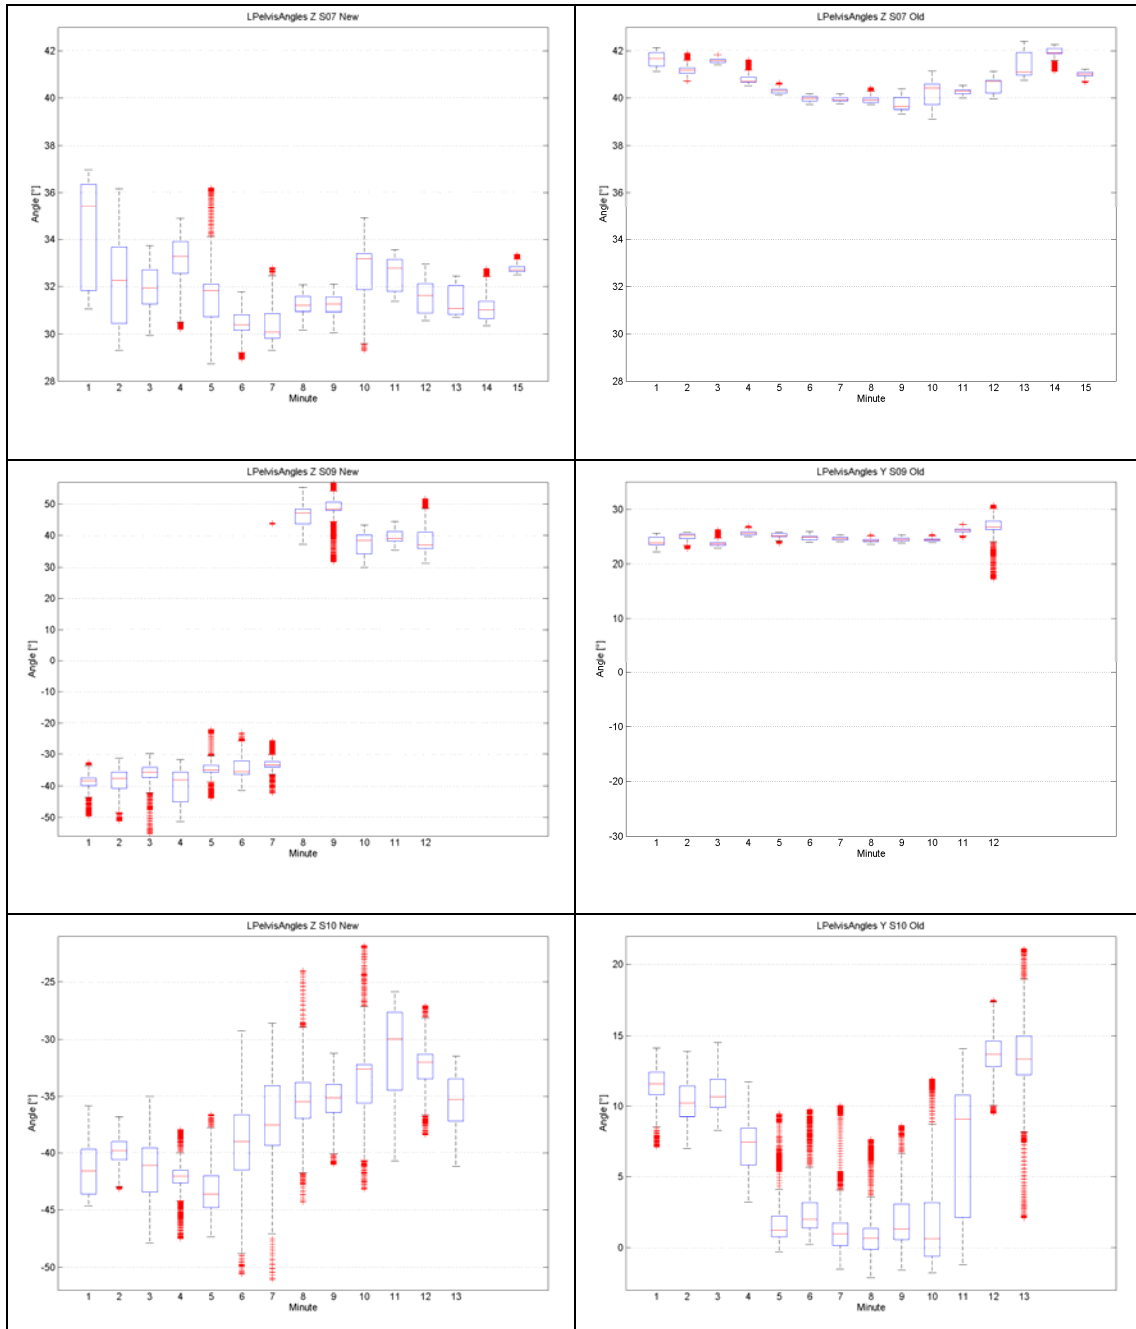 LPelvisAngles Z S07 New
42
40
38
36
34
32
30
28
Angle [°]
1 2 3 4 5 6 7 8 9 10 11 12 13 14 15
Minute
LPelvisAngles Z S07 Old
42
40
38
36
34
32
30
28
Angle [°]
1 2 3 4 5 6 7 8 9 10 11 12 13 14 15
Minute
LPelvisAngles Z S09 New
50
40
30
20
10
0
-10
-20
-30
-40
-50
Angle [°]
1 2 3 4 5 6 7 8 9 10 11 12
Minute
LPelvisAngles Y S09 Old
30
20
10
0
-10
-20
-30
Angle [°]
1 2 3 4 5 6 7 8 9 10 11 12
Minute
LPelvisAngles Z S10 New
-25
-30
-35
-40
-45
-50
Angle [°]
1 2 3 4 5 6 7 8 9 10 11 12 13
Minute
LPelvisAngles Y S10 Old
20
15
10
5
0
Angle [°]
1 2 3 4 5 6 7 8 9 10 11 12 13
Minute